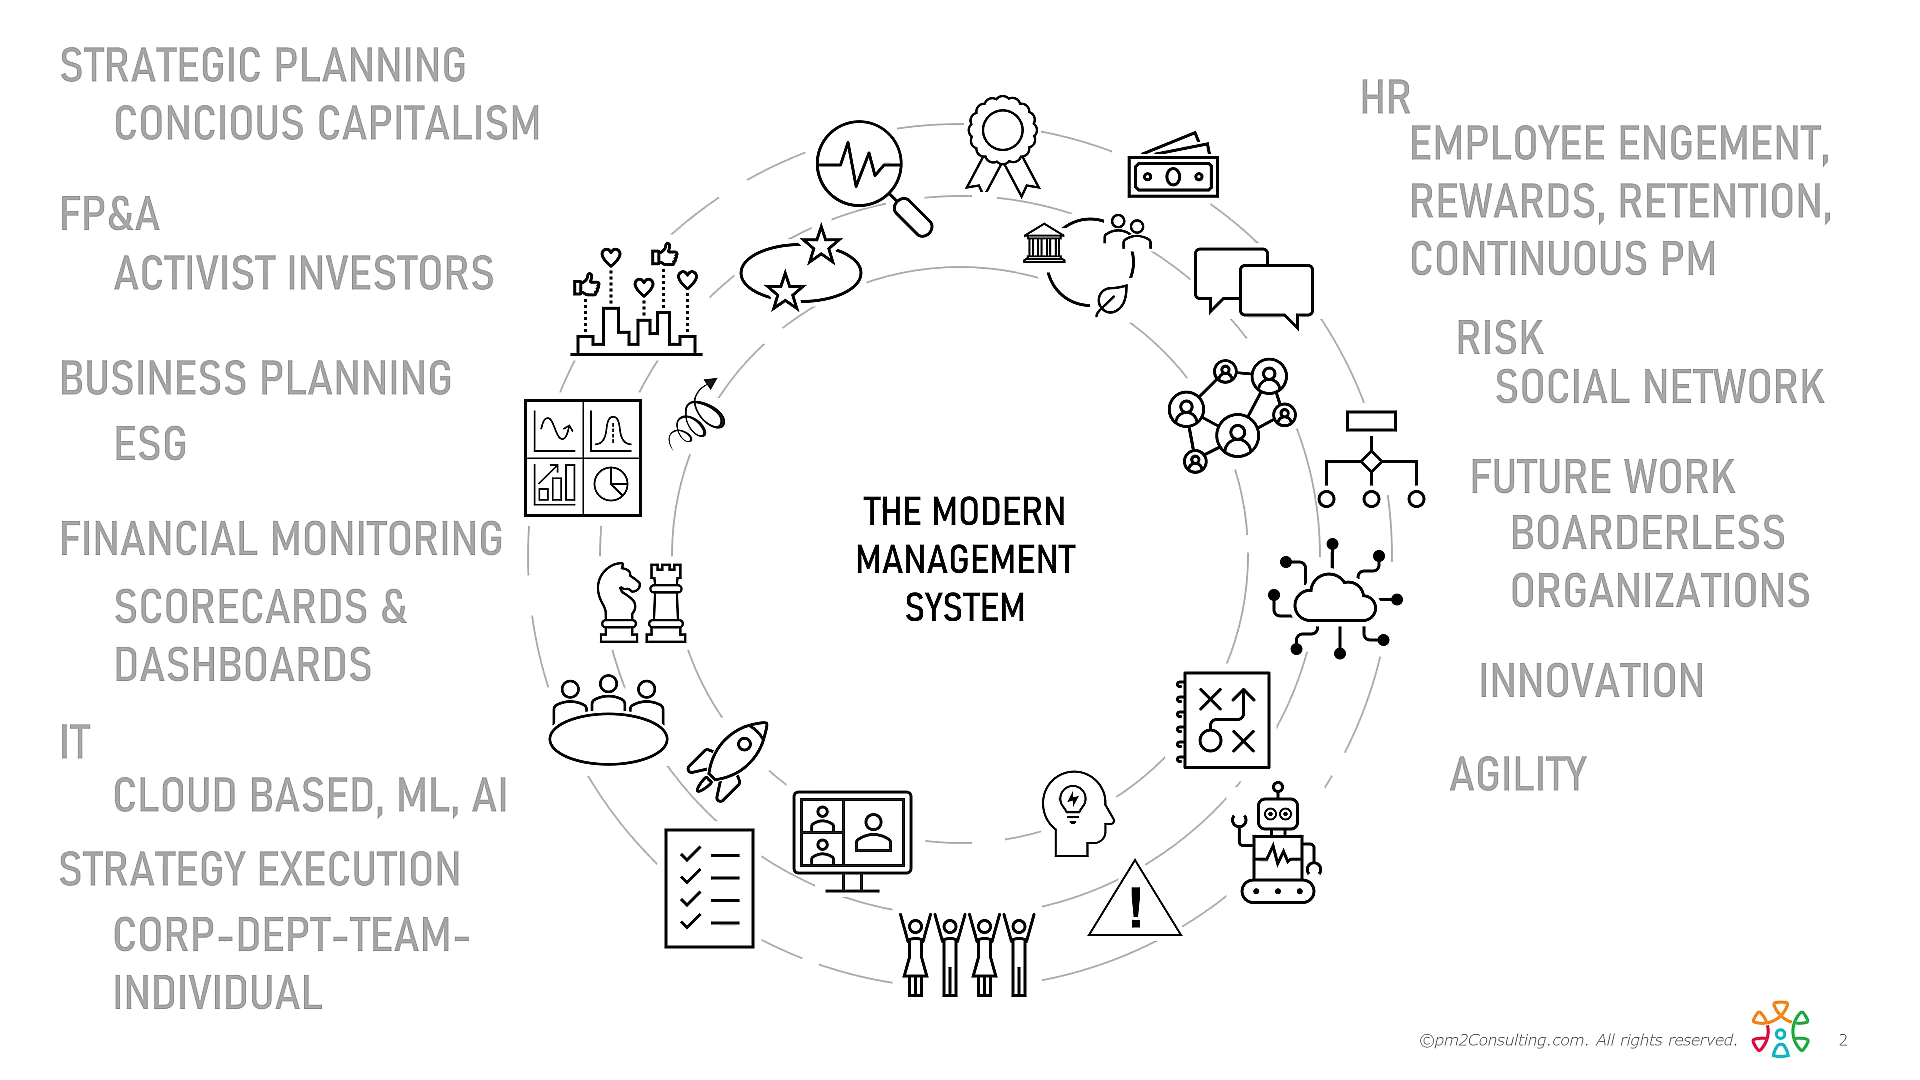 STRATEGIC PLANNING
CONCIOUS CAPITALISM
FP&A
ACTIVIST INVESTORS
BUSINESS PLANNING
ESG
FINANCIAL MONITORING
SCORECARDS &
DASHBOARDS
IT
CLOUD BASED, ML, AI
STRATEGY EXECUTION
CORP-DEPT-TEAM-
INDIVIDUAL
THE MODERN
MANAGEMENT
SYSTEM
HR
EMPLOYEE ENGEMENT,
REWARDS, RETENTION,
CONTINUOUS PM
RISK
SOCIAL NETWORK
FUTURE WORK
BOARDERLESS
ORGANIZATIONS
INNOVATION
AGILITY
©pm2Consulting.com. All rights reserved.
2